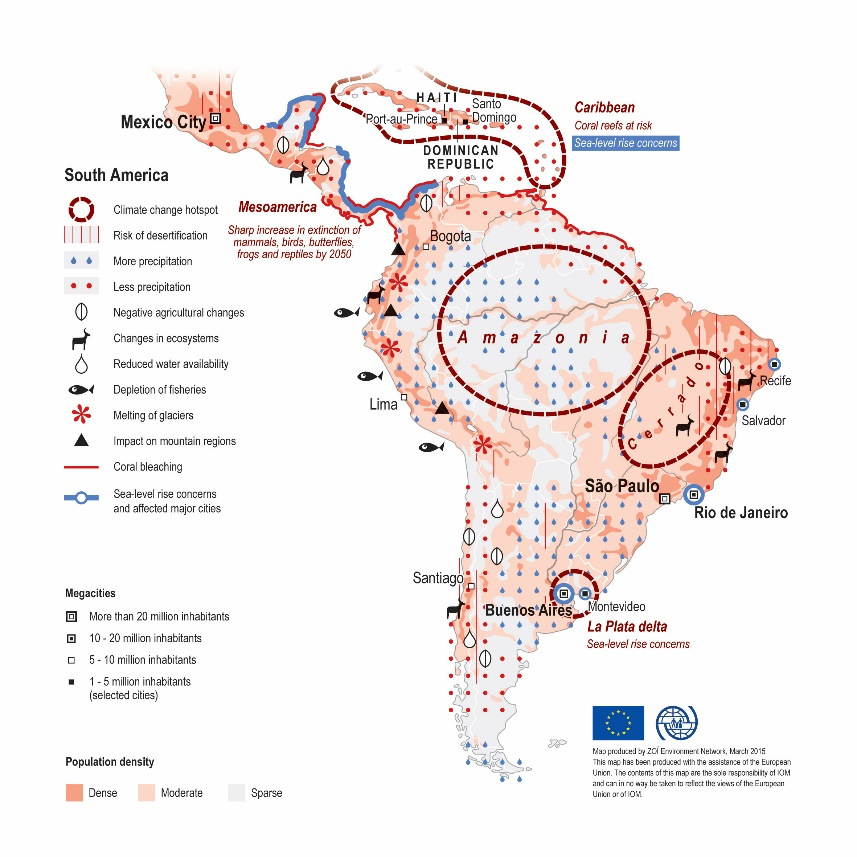 HAITI
Santo
Domingo
Port-au-Prince
DOMINICAN
REPUBLIC
Caribbean
Coral reefs at risk
Sea-level rise concerns
Mexico City
South America
Climate change hotspot
Risk of desertification
More precipitation
Less precipitation
Negative agricultural changes
Changes in ecosystems
Reduced water availability
Depletion of fisheries
Melting of glaciers
Impact on mountain regions
Coral bleaching
Sea-level rise concerns
and affected major cities
Mesoamerica
Sharp increase in extinction of
mammals, birds, butterflies,
frogs and reptiles by 2050
Bogota
Amazonia
Cerrado
Recife
Salvador
Lima
São Paulo
Rio de Janeiro
Santiago
Buenos Aires
Montevideo
La Plata delta
Sea-level rise concerns
Megacities
More than 20 million inhabitants
10 - 20 million inhabitants
5 - 10 million inhabitants
1 - 5 million inhabitants
(selected cities)
Population density
Dense
Moderate
Sparse
Map produced by ZOÏ Environment Network, March 2015
This map has been produced with the assistance of the European
Union. The contents of this map are the sole responsibility of IOM
and can in no way be taken to reflect the views of the European
Union or of IOM.